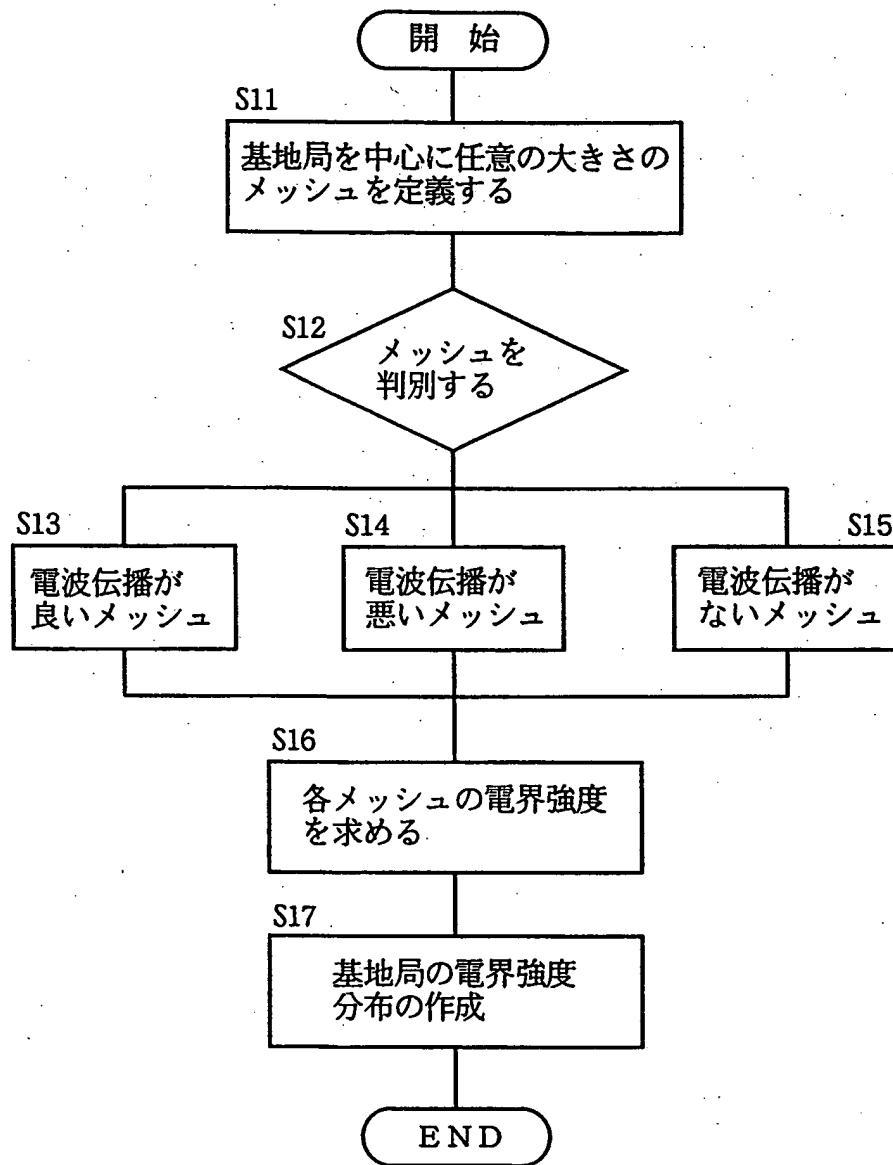 開 始
S11
基地局を中心に任意の大きさの
メッシュを定義する
S12
メッシュを
判別する
S13
電波伝播が
良いメッシュ
S14
電波伝播が
悪いメッシュ
S15
電波伝播が
ないメッシュ
S16
各メッシュの電界強度
を求める
S17
基地局の電界強度
分布の作成
END